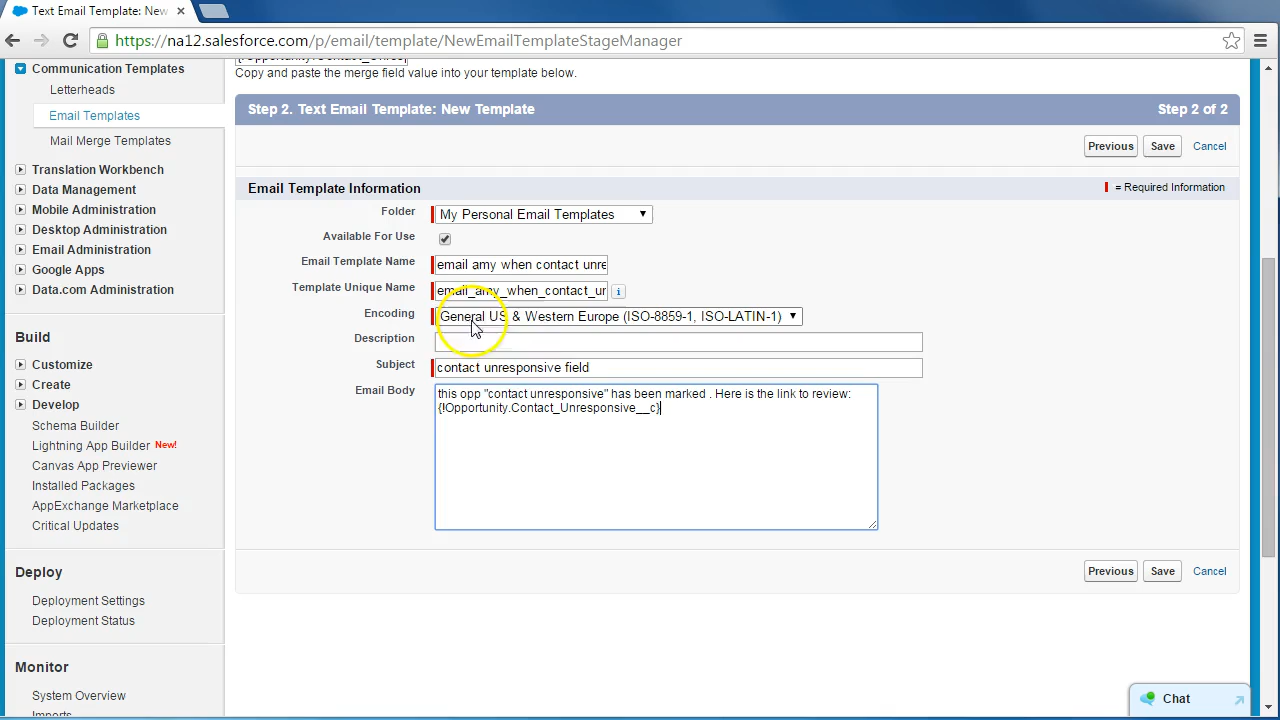 Text Email Template: New
https://na12.salesforce.com/p/email/template/NewEmailTemplateStageManager
Communication Templates
Letterheads
Email Templates
Mail Merge Templates
Translation Workbench
Data Management
Mobile Administration
Desktop Administration
Email Administration
Google Apps
Data.com Administration
Build
Customize
Create
Develop
Schema Builder
Lightning App Builder New!
Canvas App Previewer
Installed Packages
AppExchange Marketplace
Critical Updates
Deploy
Deployment Settings
Deployment Status
Monitor
System Overview
Imports
Copy and paste the merge field value into your template below.
Step 2. Text Email Template: New Template
Step 2 of 2
Previous Save Cancel
Email Template Information
= Required Information
Folder My Personal Email Templates
Available For Use
Email Template Name email amy when contact unre
Template Unique Name email_amy_when_contact_ur
Encoding General US & Western Europe (ISO-8859-1, ISO-LATIN-1)
Description
Subject contact unresponsive field
Email Body this opp "contact unresponsive" has been marked . Here is the link to review:
{!Opportunity.Contact_Unresponsive__c}
Previous Save Cancel
Chat